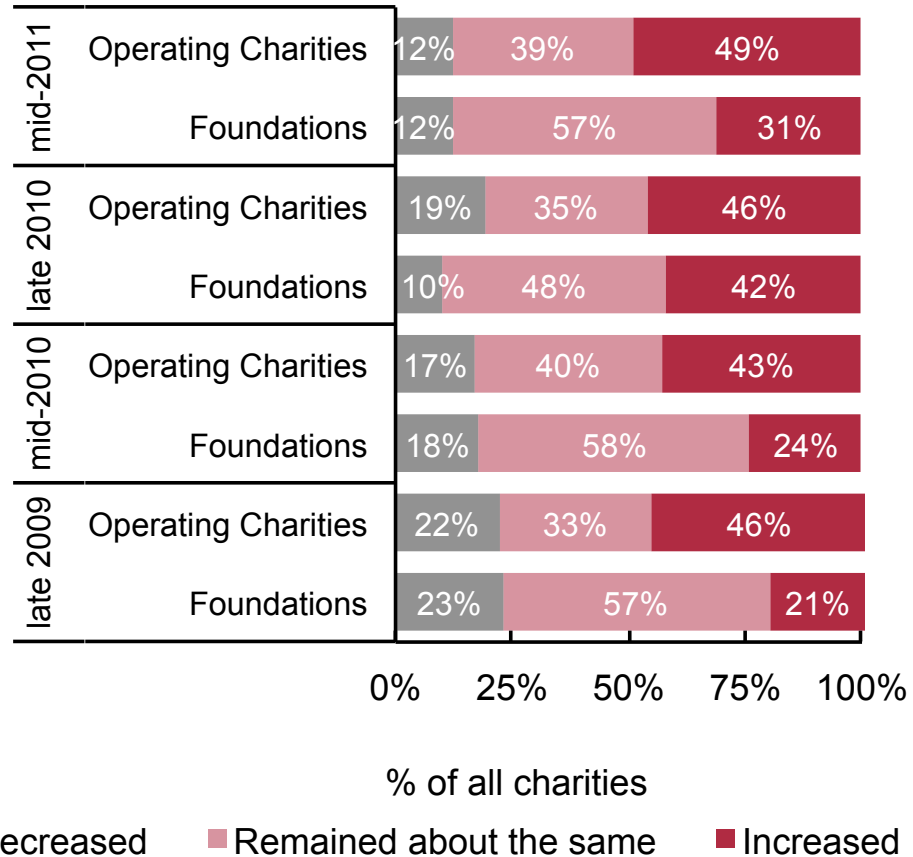 mid-2011
Operating Charities 12% 39% 49%
Foundations 12% 57% 31%
late 2010
Operating Charities 19% 35% 46%
Foundations 10% 48% 42%
mid-2010
Operating Charities 17% 40% 43%
Foundations 18% 58% 24%
late 2009
Operating Charities 22% 33% 46%
Foundations 23% 57% 21%
0% 25% 50% 75% 100%
% of all charities
ecreased Remained about the same Increased